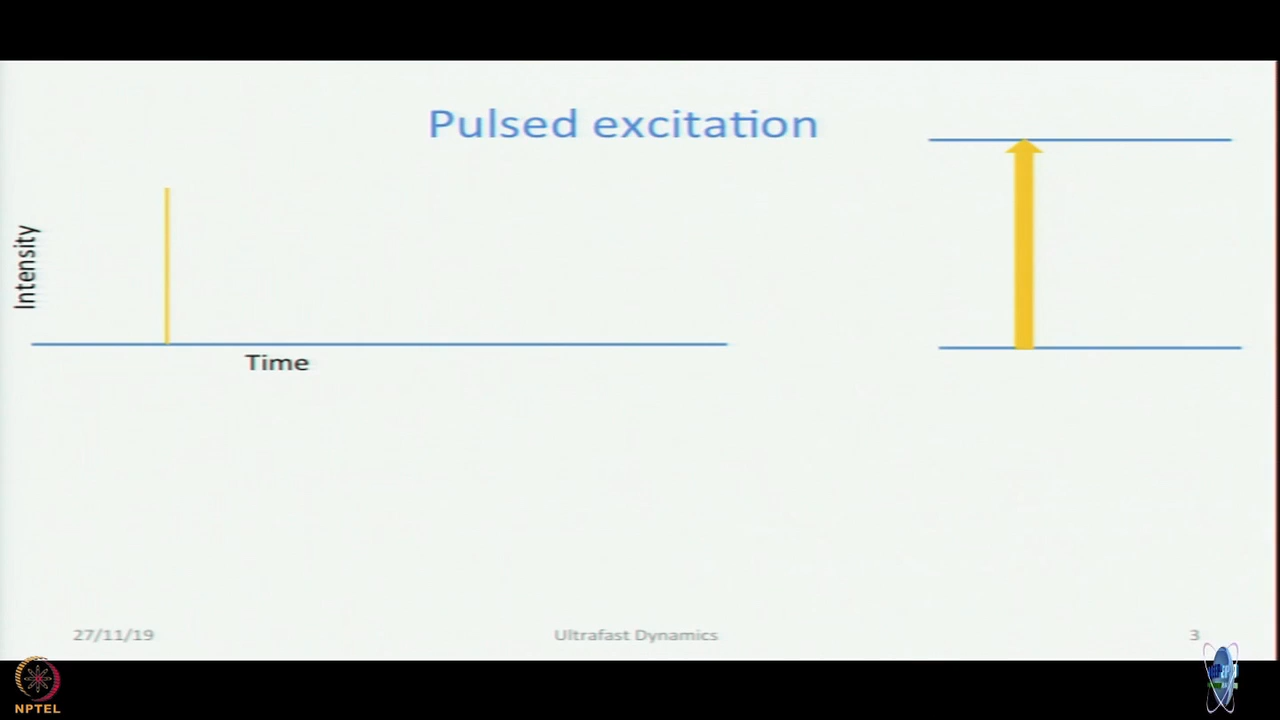 Pulsed excitation
Intensity
Time
27/11/19
Ultrafast Dynamics
3
NPTEL